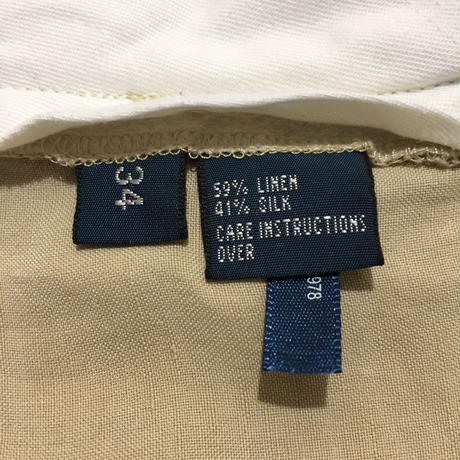 34
59% LINEN
41% SILK
CARE INSTRUCTIONS
OVER
978